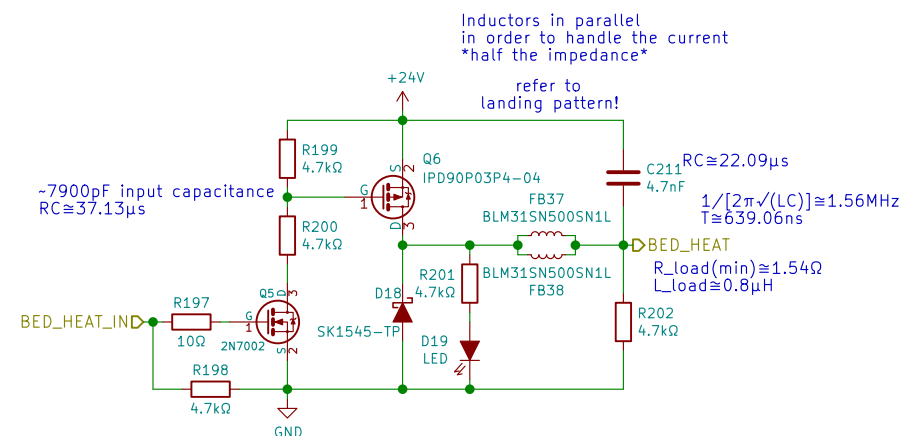 Inductors in parallel
in order to handle the current
*half the impedance*
refer to
landing pattern!
+24V
R199
4.7kΩ
Q6
IPD90P03P4-04
S
2
G
1
D
3
C211
4.7nF
RC≅22.09µs
~7900pF input capacitance
RC≅37.13µs
R200
4.7kΩ
FB37
BLM31SN500SN1L
1/[2π√(LC)]≅1.56MHz
T≅639.06ns
BED_HEAT
BLM31SN500SN1L
FB38
R_load(min)≅1.54Ω
L_load≅0.8µH
R201
4.7kΩ
D18
SK1545-TP
Q5
D
3
G
1
S
2
2N7002
BED_HEAT_IN
R197
10Ω
D19
LED
R202
4.7kΩ
R198
4.7kΩ
GND